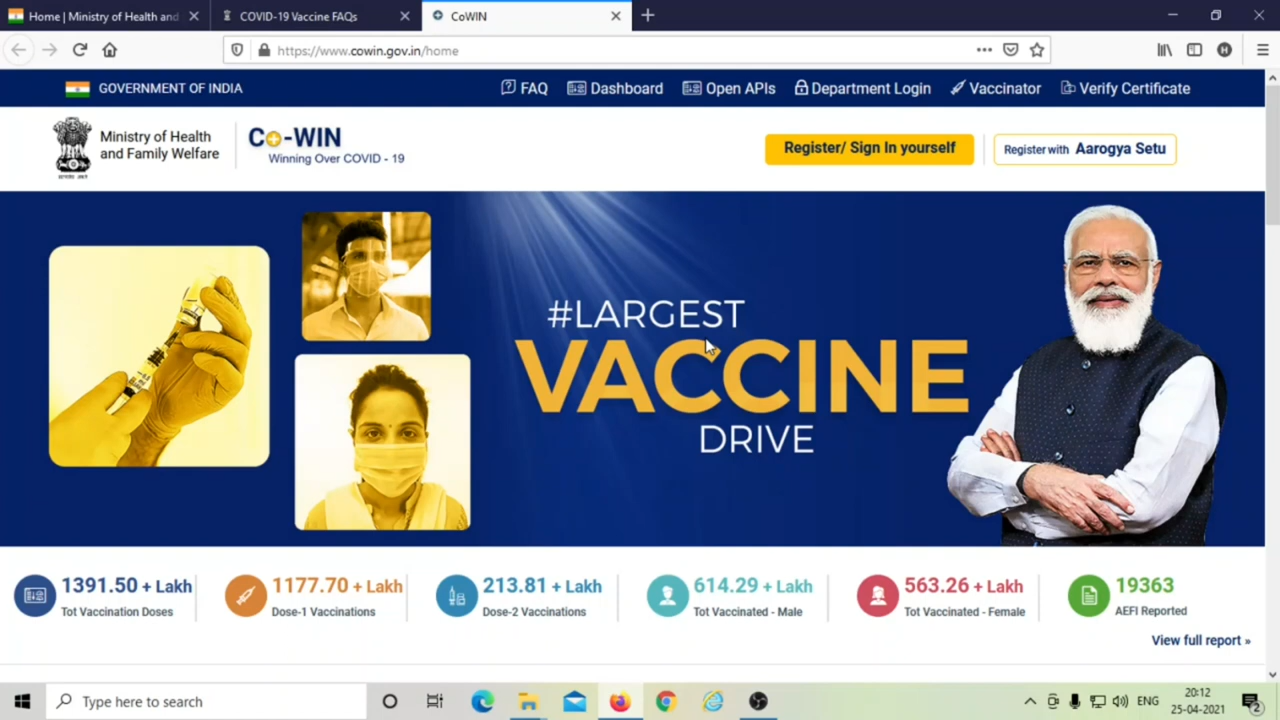 Home | Ministry of Health and
COVID-19 Vaccine FAQs
CoWIN
https://www.cowin.gov.in/home
GOVERNMENT OF INDIA
FAQ
Dashboard
Open APIs
Department Login
Vaccinator
Verify Certificate
Ministry of Health
and Family Welfare
Co-WIN
Winning Over COVID - 19
Register/ Sign In yourself
Register with Aarogya Setu
#LARGEST
VACCINE
DRIVE
1391.50 + Lakh
Tot Vaccination Doses
1177.70 + Lakh
Dose-1 Vaccinations
213.81 + Lakh
Dose-2 Vaccinations
614.29 + Lakh
Tot Vaccinated - Male
563.26 + Lakh
Tot Vaccinated - Female
19363
AEFI Reported
View full report »
Type here to search
ENG
20:12
25-04-2021
2